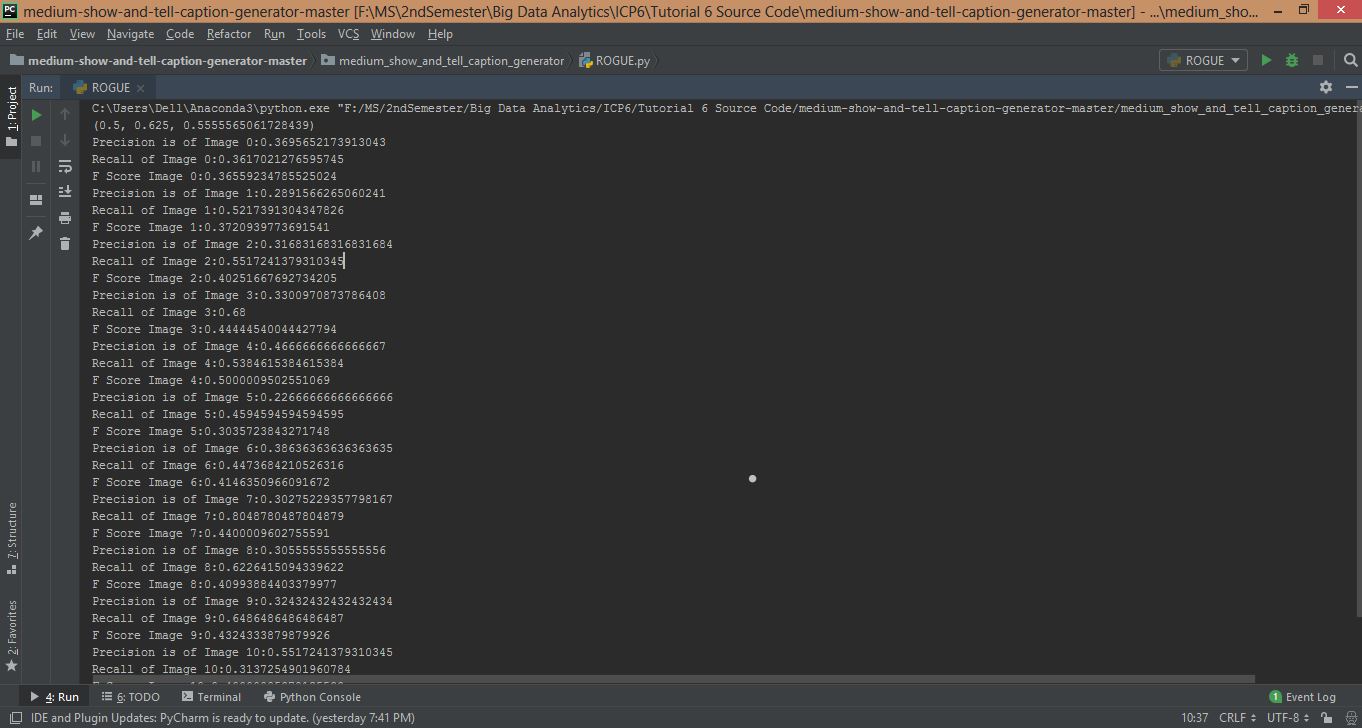 PC medium-show-and-tell-caption-generator-master [F:\MS\2ndSemester\Big Data Analytics\ICP6\Tutorial 6 Source Code\medium-show-and-tell-caption-generator-master] - ...\medium_sho...
File Edit View Navigate Code Refactor Run Tools VCS Window Help
medium-show-and-tell-caption-generator-master medium_show_and_tell_caption_generator ROGUE.py ROGUE
Run: ROGUE
1: Project
7: Structure
2: Favorites
C:\Users\Dell\Anaconda3\python.exe "F:/MS/2ndSemester/Big Data Analytics/ICP6/Tutorial 6 Source Code/medium-show-and-tell-caption-generator-master/medium_show_and_tell_caption_genera
(0.5, 0.625, 0.5555565061728439)
Precision is of Image 0:0.3695652173913043
Recall of Image 0:0.3617021276595745
F Score Image 0:0.36559234785525024
Precision is of Image 1:0.2891566265060241
Recall of Image 1:0.5217391304347826
F Score Image 1:0.3720939773691541
Precision is of Image 2:0.31683168316831684
Recall of Image 2:0.5517241379310345
F Score Image 2:0.40251667692734205
Precision is of Image 3:0.3300970873786408
Recall of Image 3:0.68
F Score Image 3:0.44444540044427794
Precision is of Image 4:0.4666666666666667
Recall of Image 4:0.5384615384615384
F Score Image 4:0.5000009502551069
Precision is of Image 5:0.22666666666666666
Recall of Image 5:0.4594594594594595
F Score Image 5:0.3035723843271748
Precision is of Image 6:0.38636363636363635
Recall of Image 6:0.4473684210526316
F Score Image 6:0.4146350966091672
Precision is of Image 7:0.30275229357798167
Recall of Image 7:0.8048780487804879
F Score Image 7:0.4400009602755591
Precision is of Image 8:0.3055555555555556
Recall of Image 8:0.6226415094339622
F Score Image 8:0.40993884403379977
Precision is of Image 9:0.32432432432432434
Recall of Image 9:0.6486486486486487
F Score Image 9:0.4324333879879926
Precision is of Image 10:0.5517241379310345
Recall of Image 10:0.3137254901960784
4: Run 6: TODO Terminal Python Console 1 Event Log
IDE and Plugin Updates: PyCharm is ready to update. (yesterday 7:41 PM) 10:37 CRLF UTF-8